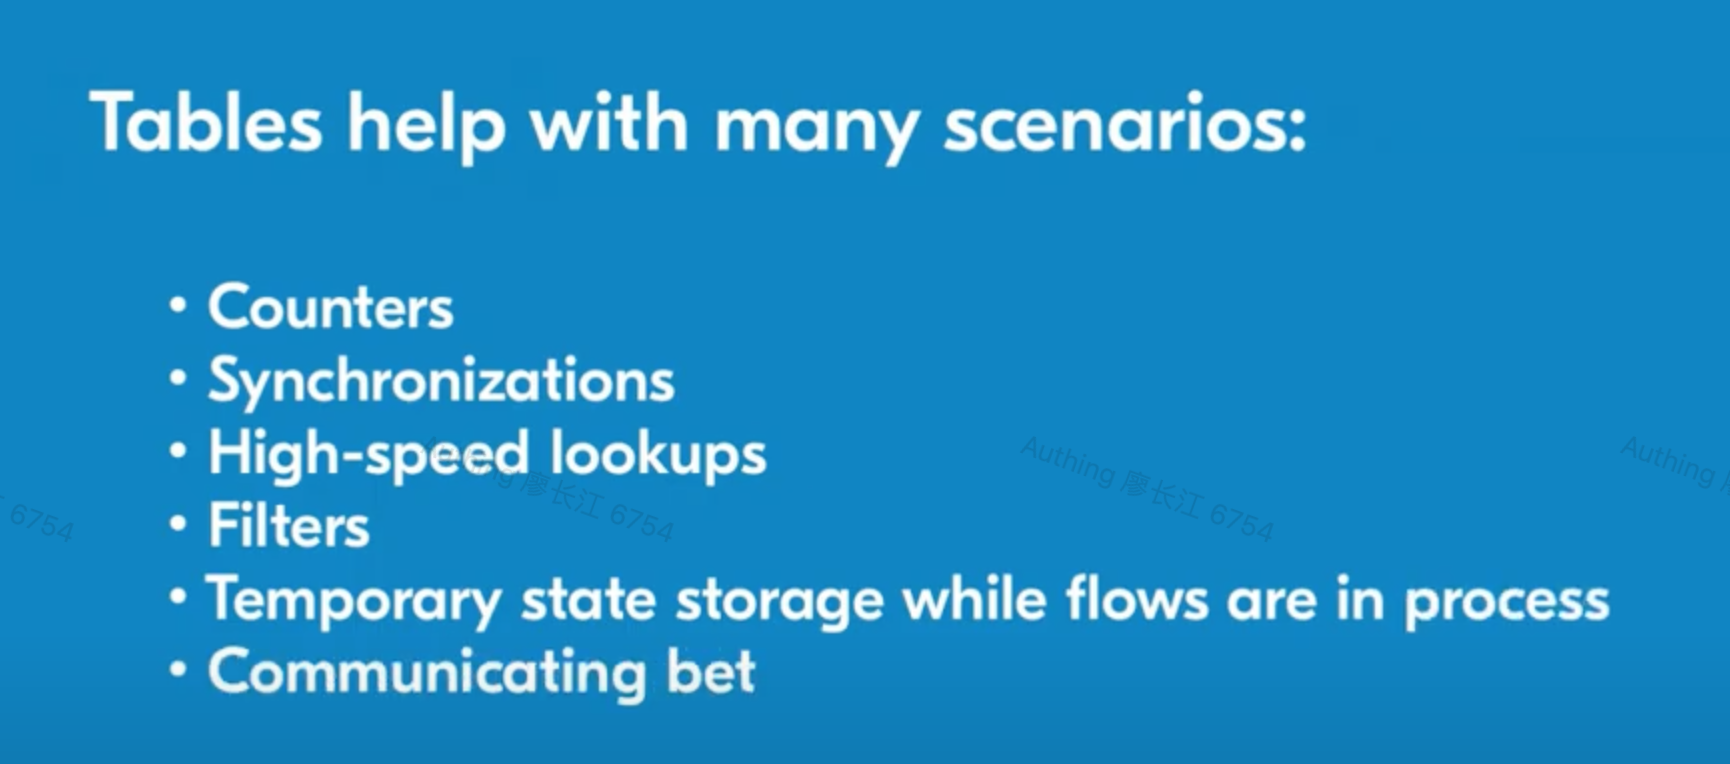 Tables help with many scenarios:
• Counters
• Synchronizations
• High-speed lookups
• Filters
• Temporary state storage while flows are in process
• Communicating bet
Authing 廖长江 6754
Authing 廖长江 6754
Authing
6754